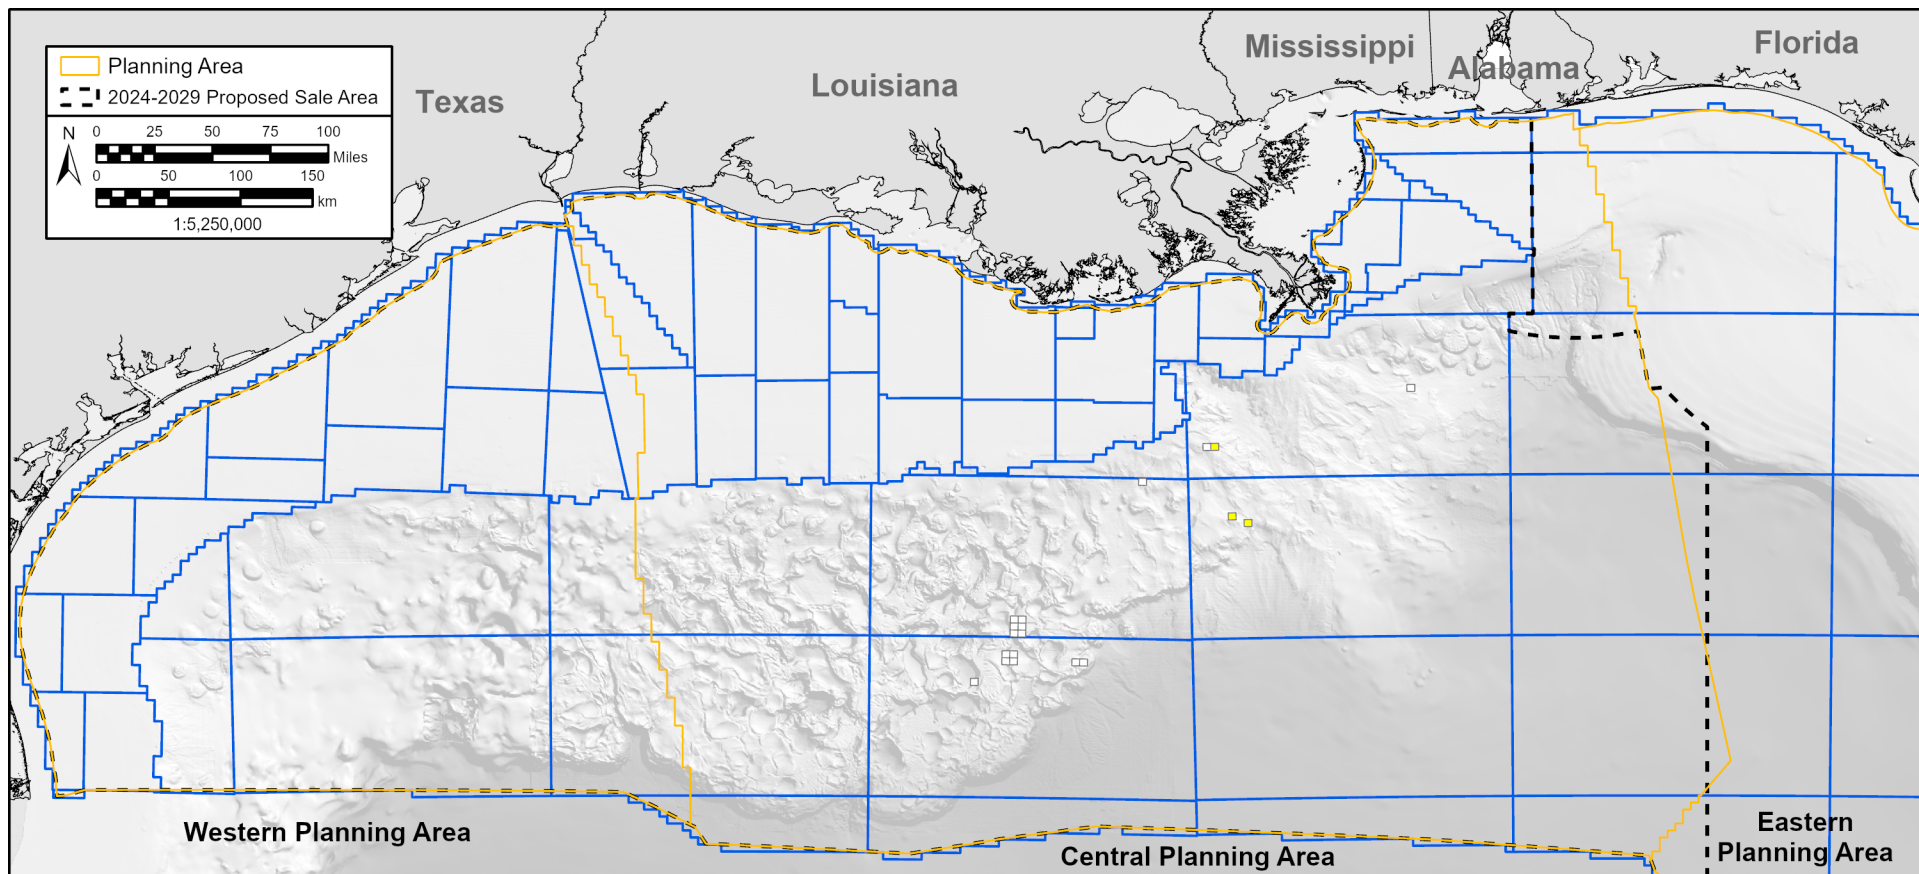 Mississippi
Florida
Alabama
Louisiana
Texas
Planning Area
2024-2029 Proposed Sale Area
N
0 25 50 75 100
Miles
0 50 100 150
km
1:5,250,000
Western Planning Area
Central Planning Area
Eastern
Planning Area